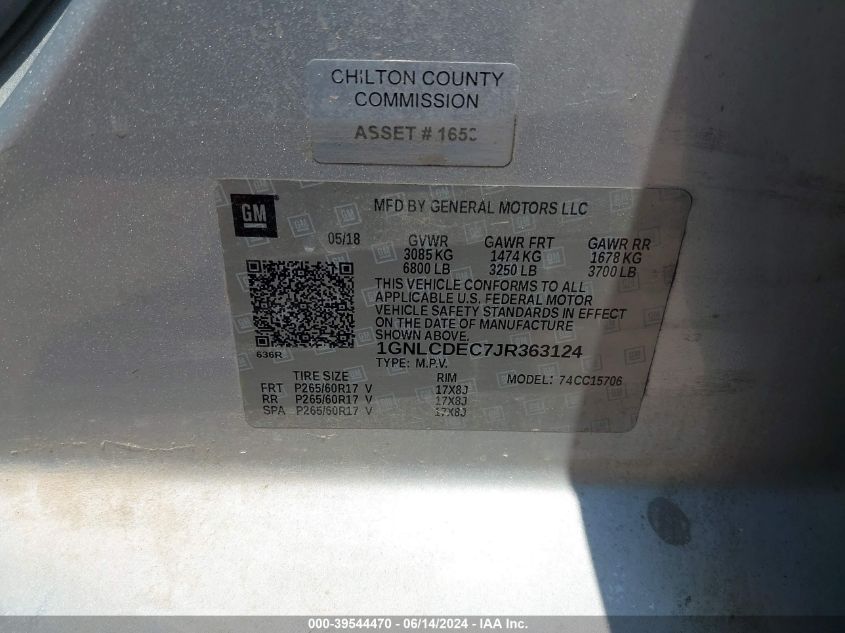 CHILTON COUNTY
COMMISSION
ASSET # 1653
GM
MFD BY GENERAL MOTORS LLC
05/18 GVWR GAWR FRT GAWR RR
3085 KG 1474 KG 1678 KG
6800 LB 3250 LB 3700 LB
THIS VEHICLE CONFORMS TO ALL
APPLICABLE U.S. FEDERAL MOTOR
VEHICLE SAFETY STANDARDS IN EFFECT
ON THE DATE OF MANUFACTURE
SHOWN ABOVE.
636R 1GNLCDEC7JR363124
TYPE: M.P.V.
TIRE SIZE RIM MODEL: 74CC15706
FRT P265/60R17 V 17X8J
RR P265/60R17 V 17X8J
SPA P265/60R17 V 17X8J
000-39544470 - 06/14/2024 - IAA Inc.